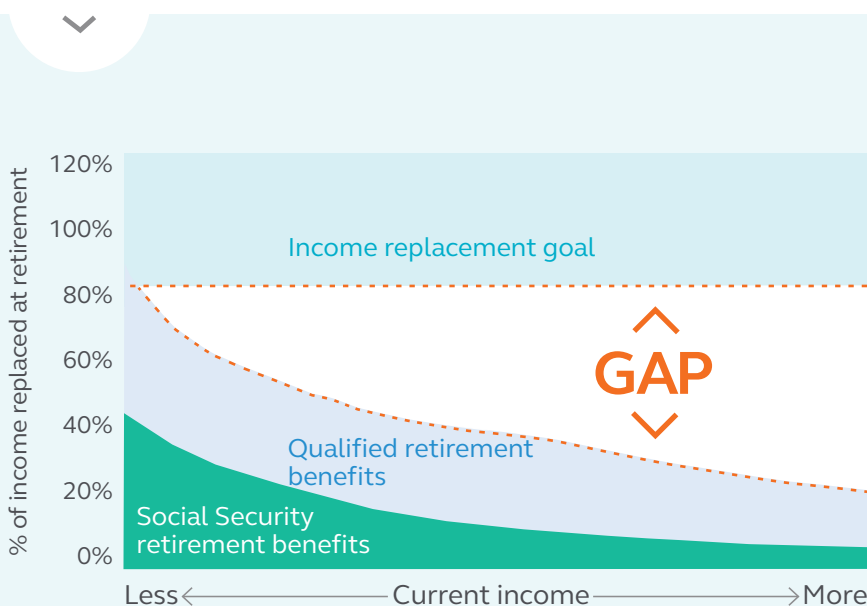 % of income replaced at retirement
120%
100%
80%
60%
40%
20%
0%
Income replacement goal
GAP
Qualified retirement
benefits
Social Security
retirement benefits
Less
Current income
More